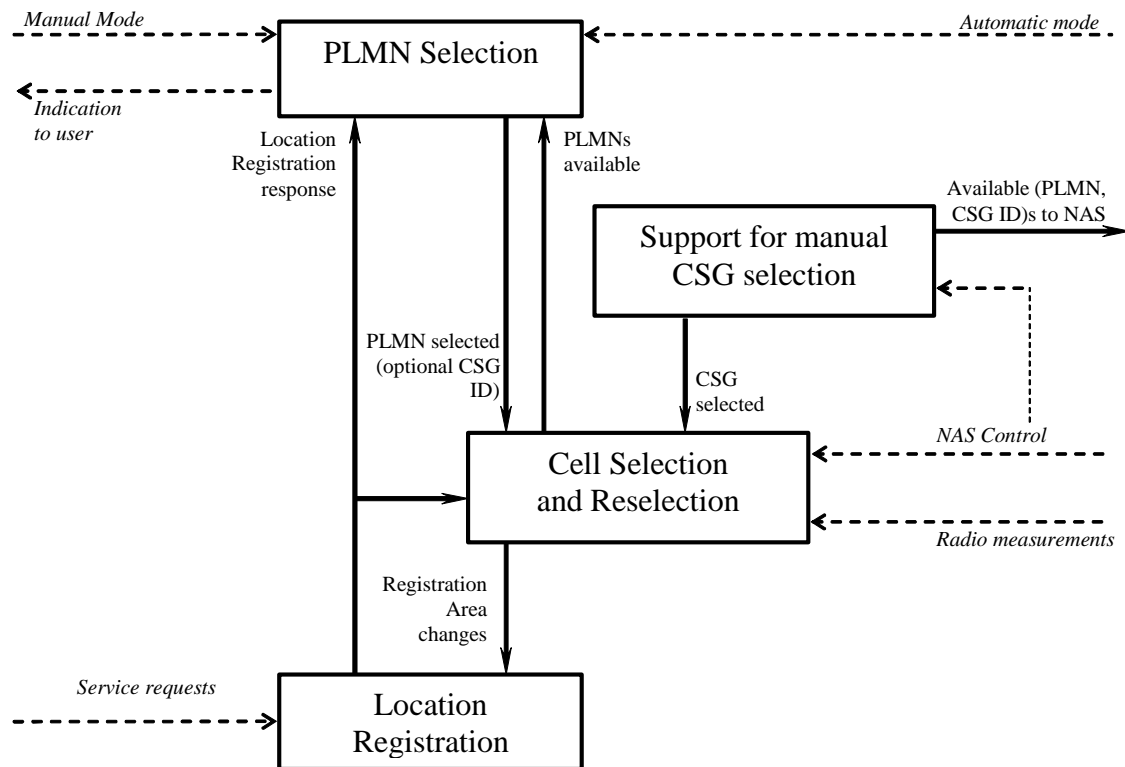 Manual Mode
Automatic mode
PLMN Selection
Indication
to user
Location
Registration
response
PLMNs
available
Available (PLMN,
CSG ID)s to NAS
Support for manual
CSG selection
PLMN selected
(optional CSG
ID)
CSG
selected
NAS Control
Cell Selection
and Reselection
Radio measurements
Registration
Area
changes
Service requests
Location
Registration